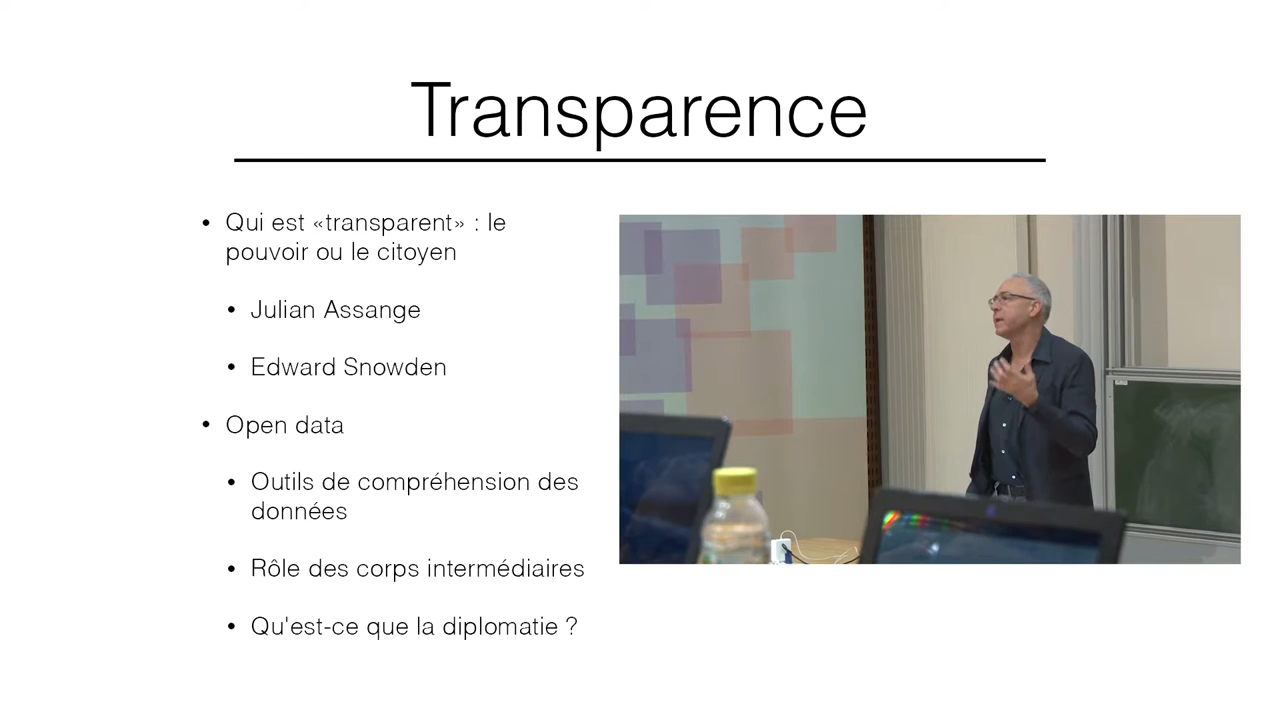 Transparence
• Qui est «transparent» : le
pouvoir ou le citoyen
• Julian Assange
• Edward Snowden
• Open data
• Outils de compréhension des
données
• Rôle des corps intermédiaires
• Qu'est-ce que la diplomatie ?